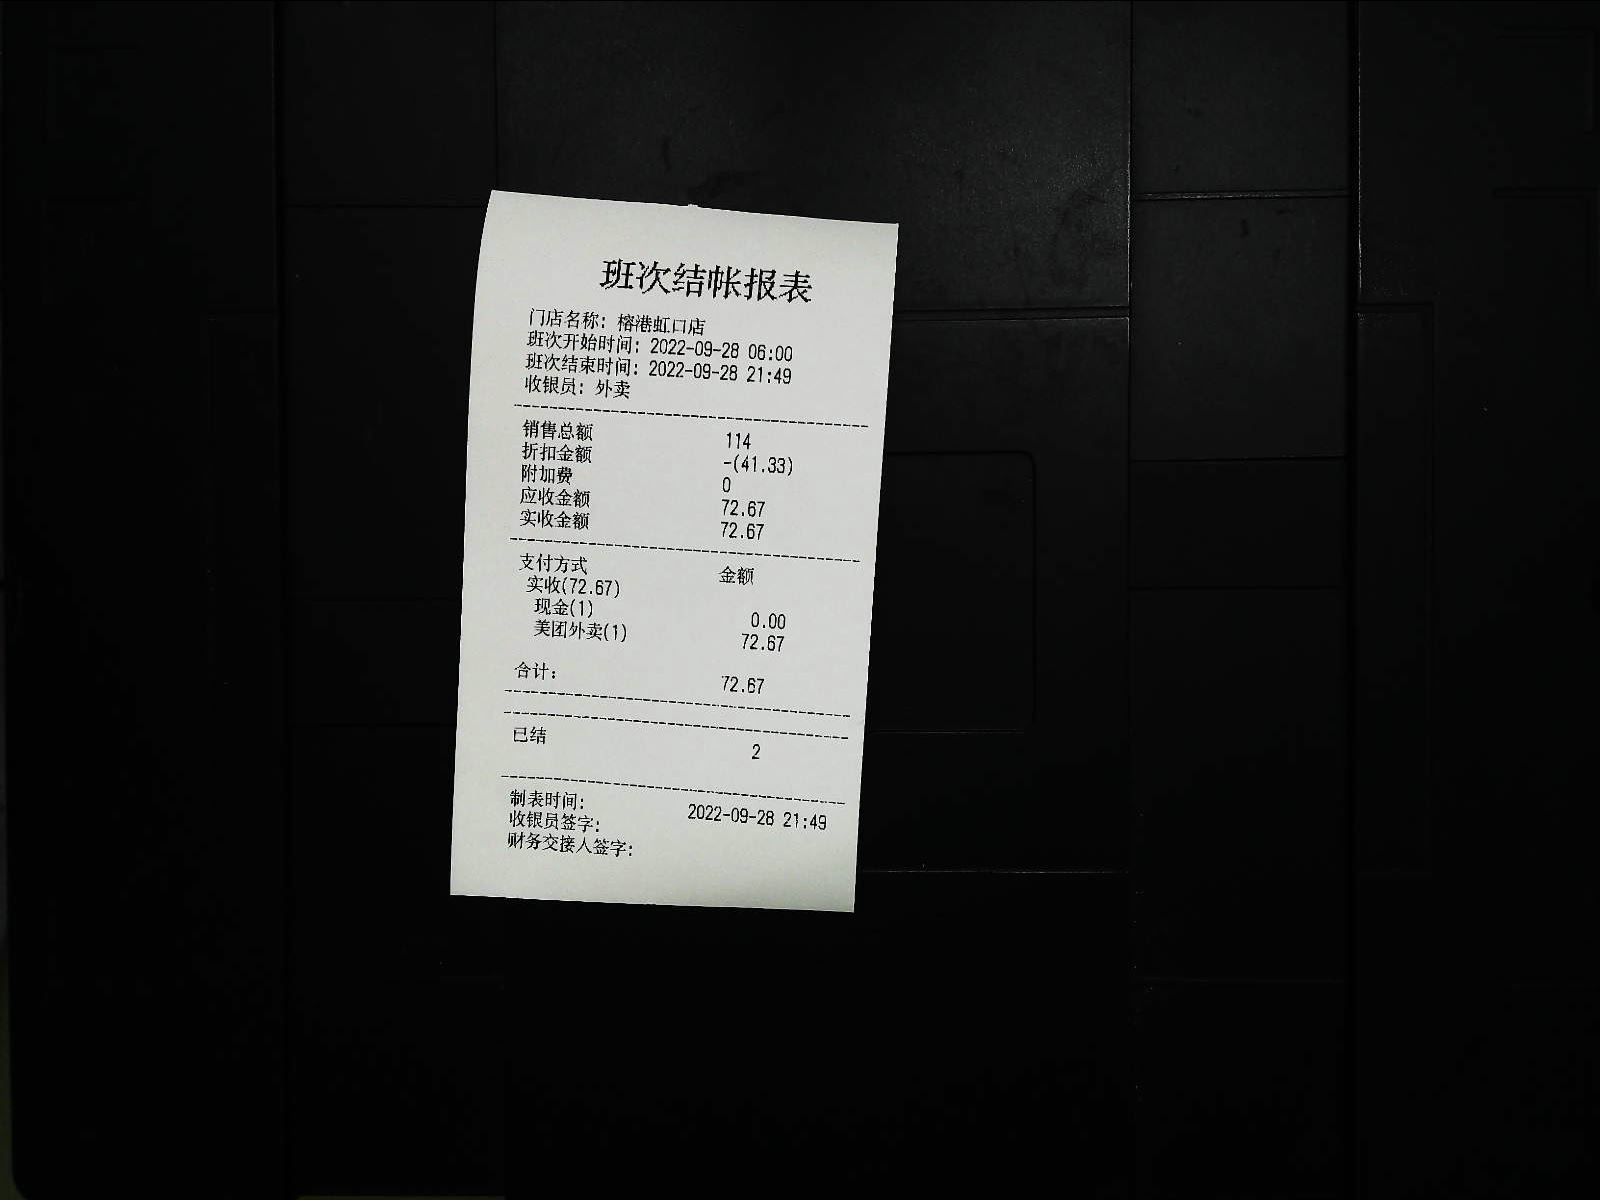 班次结帐报表
门店名称: 榕港虹口店
班次开始时间: 2022-09-28 06:00
班次结束时间: 2022-09-28 21:49
收银员: 外卖
销售总额 114
折扣金额 -(41.33)
附加费 0
应收金额 72.67
实收金额 72.67
支付方式 金额
实收(72.67)
现金(1) 0.00
美团外卖(1) 72.67
合计: 72.67
已结 2
制表时间: 2022-09-28 21:49
收银员签字:
财务交接人签字: